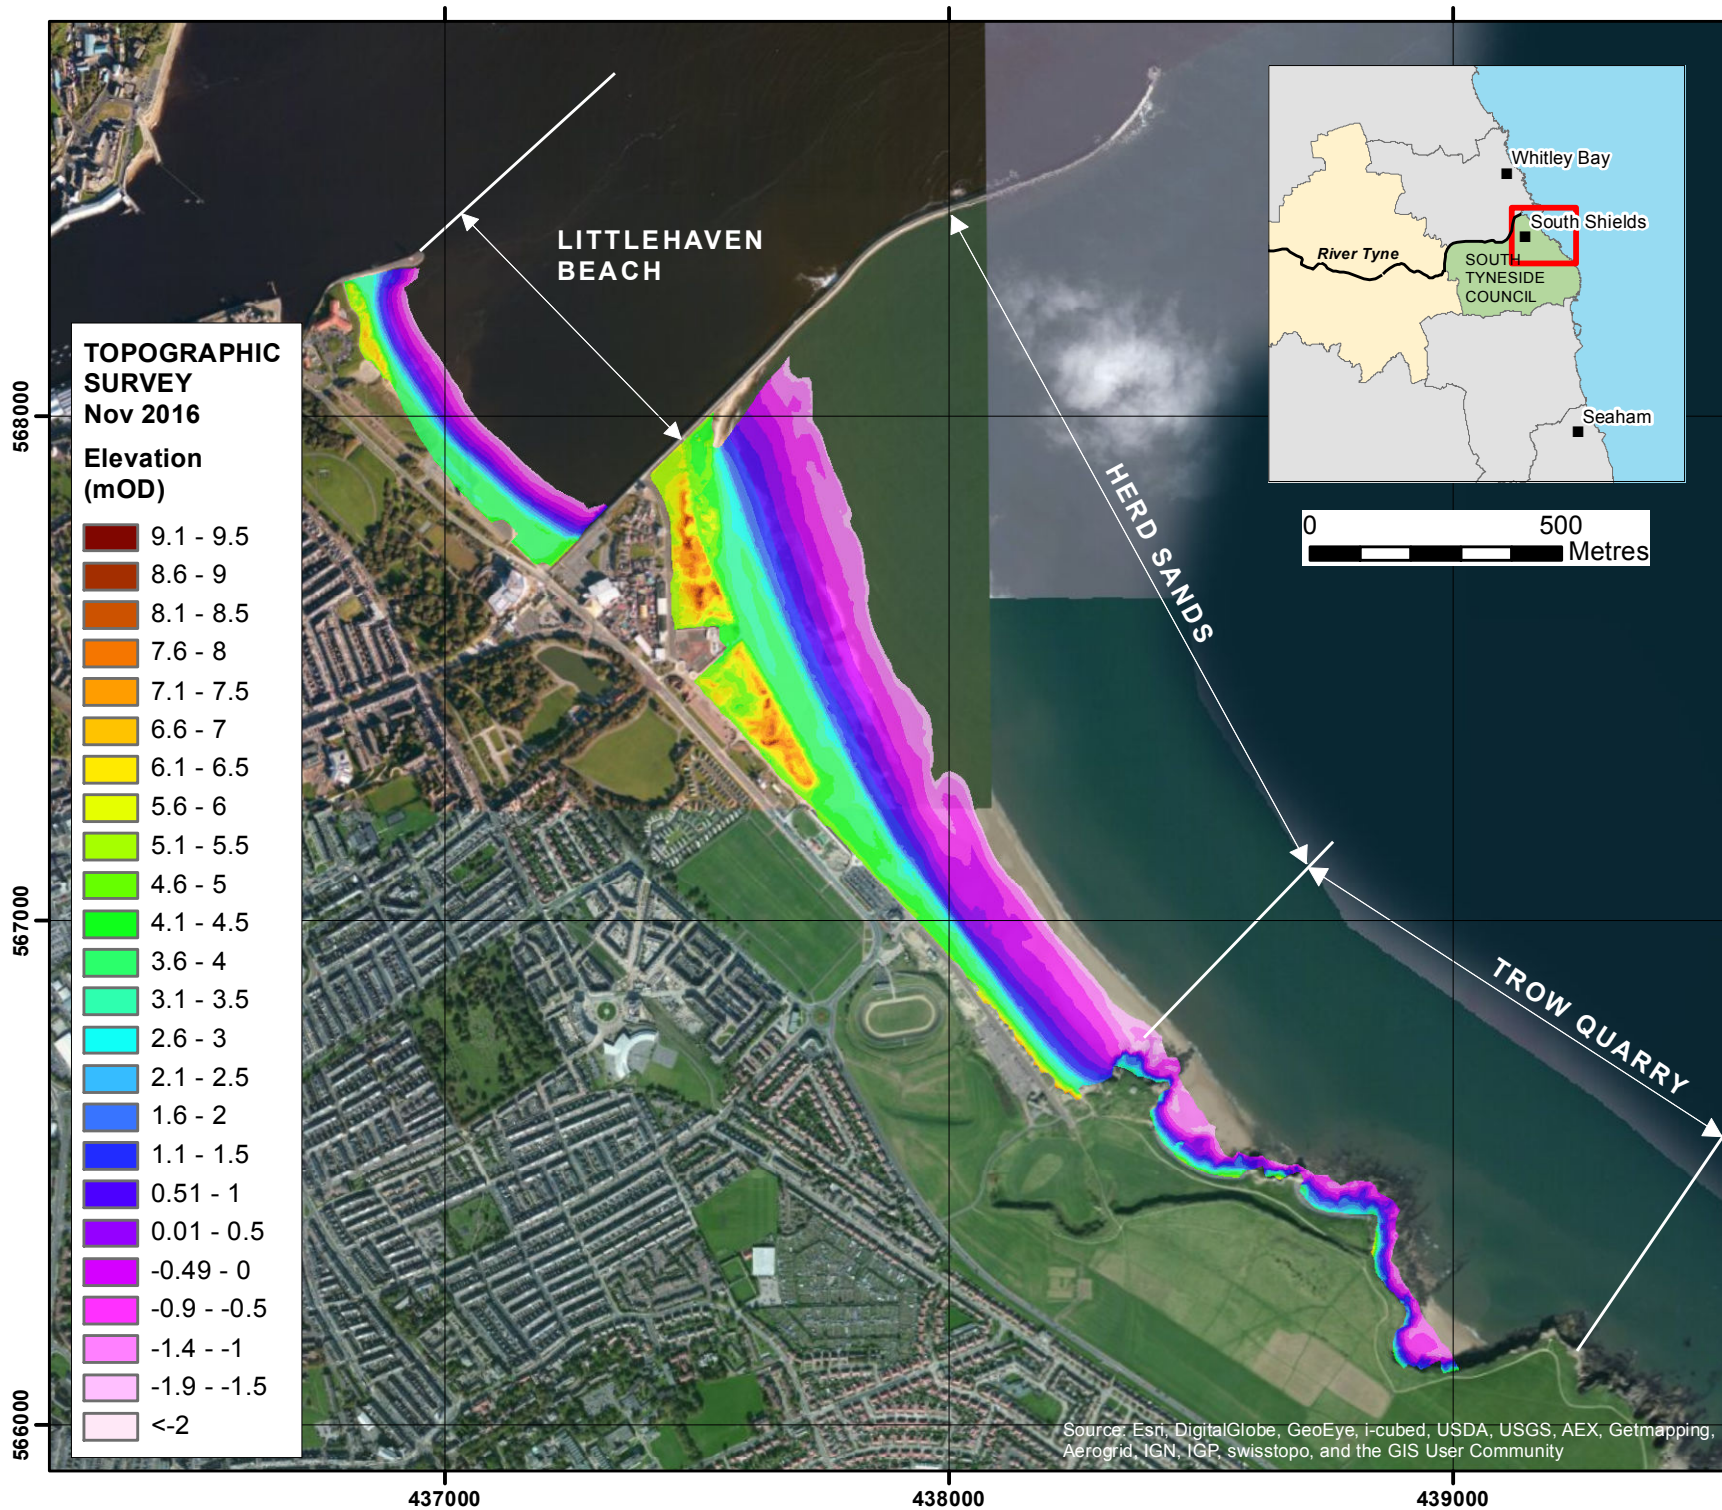 LITTLEHAVEN
BEACH
HERD SANDS
TROW QUARRY
Whitley Bay
South Shields
River Tyne
SOUTH
TYNESIDE
COUNCIL
Seaham
0 500
Metres
TOPOGRAPHIC
SURVEY
Nov 2016
Elevation
(mOD)
9.1 - 9.5
8.6 - 9
8.1 - 8.5
7.6 - 8
7.1 - 7.5
6.6 - 7
6.1 - 6.5
5.6 - 6
5.1 - 5.5
4.6 - 5
4.1 - 4.5
3.6 - 4
3.1 - 3.5
2.6 - 3
2.1 - 2.5
1.6 - 2
1.1 - 1.5
0.51 - 1
0.01 - 0.5
-0.49 - 0
-0.9 - -0.5
-1.4 - -1
-1.9 - -1.5
<-2
568000
567000
566000
437000
438000
439000
Source: Esri, DigitalGlobe, GeoEye, i-cubed, USDA, USGS, AEX, Getmapping,
Aerogrid, IGN, IGP, swisstopo, and the GIS User Community